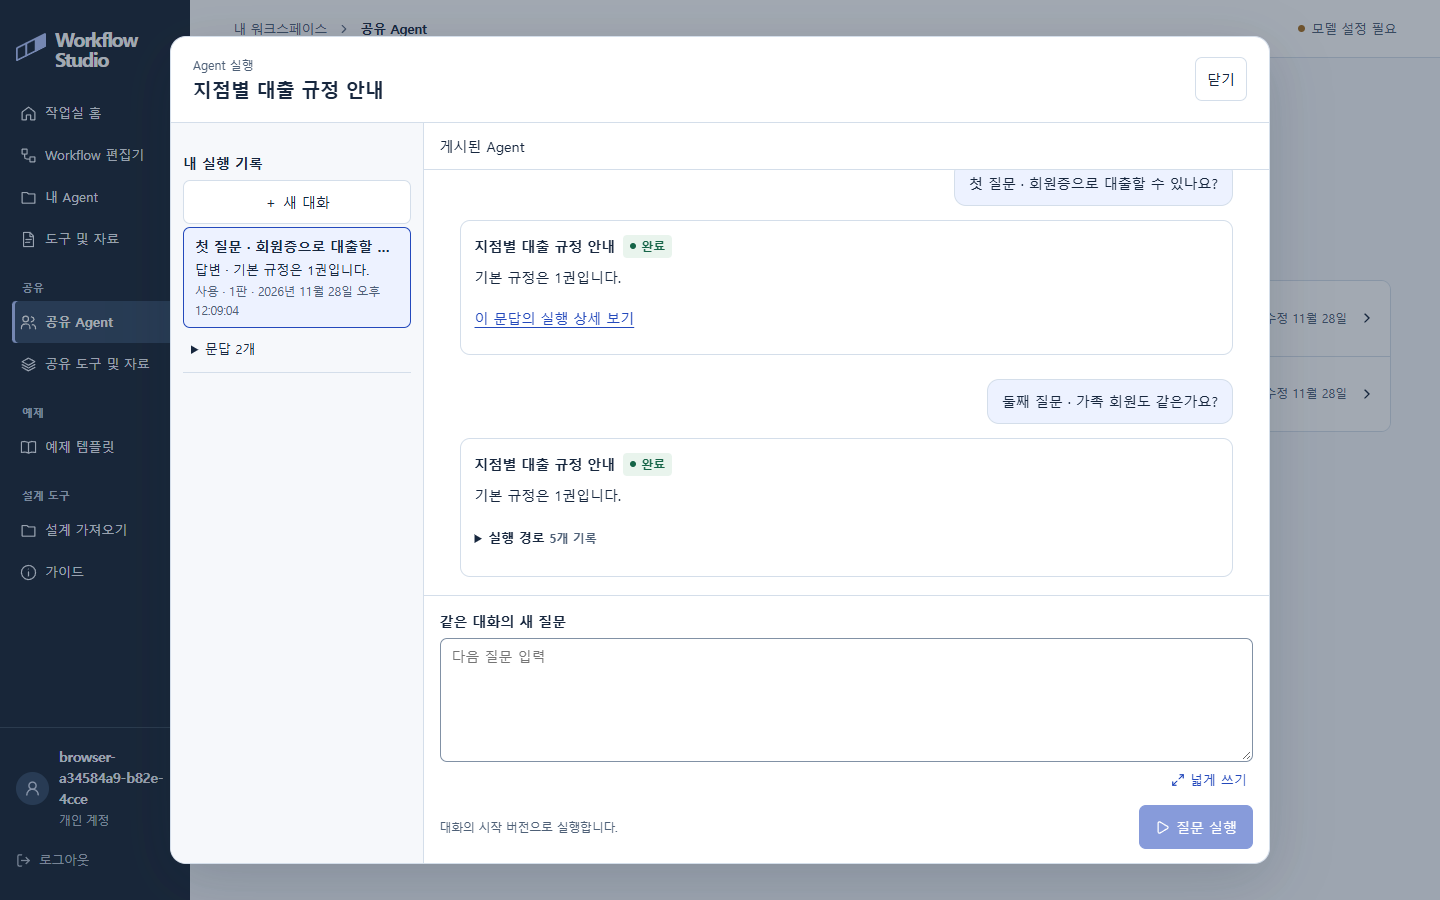 Workflow
Studio
작업실 홈
Workflow 편집기
내 Agent
도구 및 자료
공유
공유 Agent
공유 도구 및 자료
예제
예제 템플릿
설계 도구
설계 가져오기
가이드
browser-
a34584a9-b82e-
4cce
개인 계정
로그아웃
내 워크스페이스 > 공유 Agent
모델 설정 필요
Agent 실행
지점별 대출 규정 안내
닫기
내 실행 기록
+ 새 대화
첫 질문 · 회원증으로 대출할 ...
답변 · 기본 규정은 1권입니다.
사용 · 1판 · 2026년 11월 28일 오후
12:09:04
▶ 문답 2개
게시된 Agent
첫 질문 · 회원증으로 대출할 수 있나요?
지점별 대출 규정 안내 • 완료
기본 규정은 1권입니다.
이 문답의 실행 상세 보기
둘째 질문 · 가족 회원도 같은가요?
지점별 대출 규정 안내 • 완료
기본 규정은 1권입니다.
▶ 실행 경로 5개 기록
같은 대화의 새 질문
다음 질문 입력
넓게 쓰기
대화의 시작 버전으로 실행합니다.
질문 실행
수정 11월 28일
수정 11월 28일